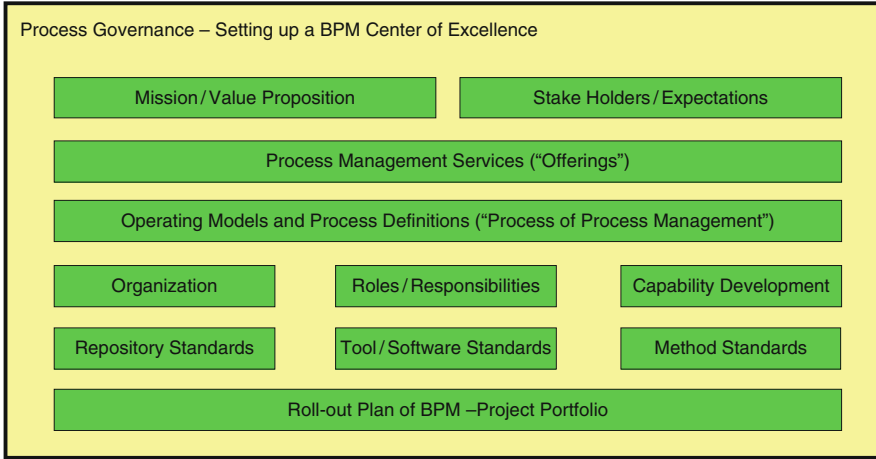 Process Governance – Setting up a BPM Center of Excellence
Mission/Value Proposition
Stake Holders/Expectations
Process Management Services (“Offerings”)
Operating Models and Process Definitions (“Process of Process Management”)
Organization
Roles/Responsibilities
Capability Development
Repository Standards
Tool/Software Standards
Method Standards
Roll-out Plan of BPM –Project Portfolio